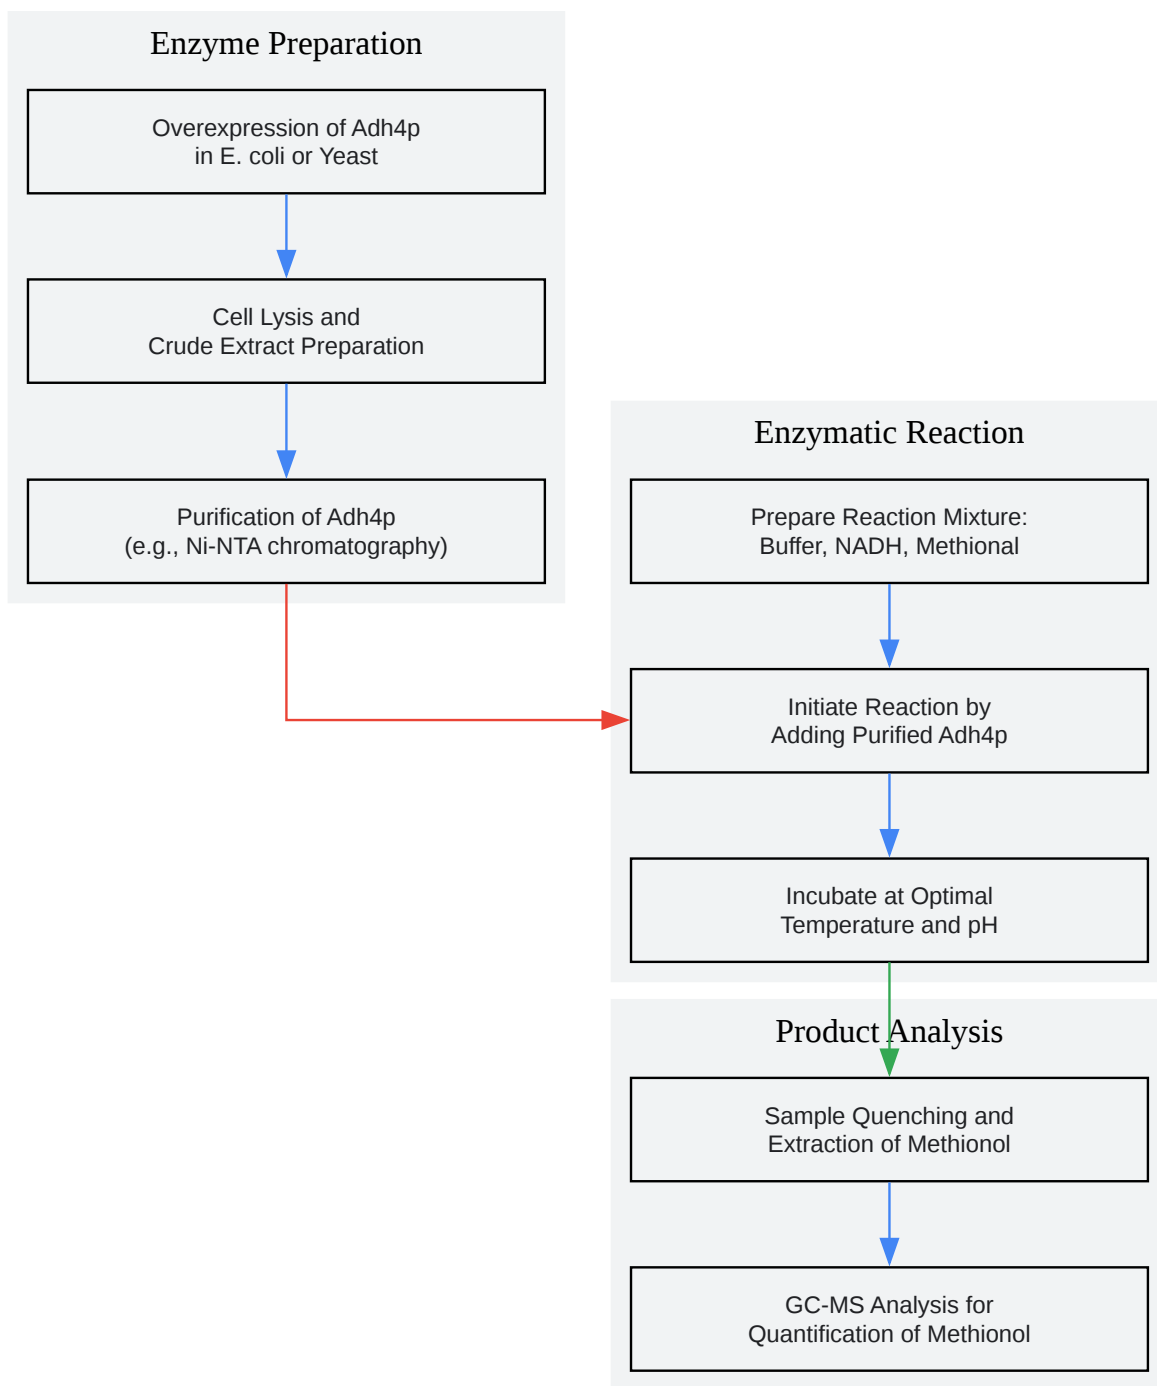 Enzyme Preparation
Overexpression of Adh4p
in E. coli or Yeast
Cell Lysis and
Crude Extract Preparation
Purification of Adh4p
(e.g., Ni-NTA chromatography)
Enzymatic Reaction
Prepare Reaction Mixture:
Buffer, NADH, Methional
Initiate Reaction by
Adding Purified Adh4p
Incubate at Optimal
Temperature and pH
Product Analysis
Sample Quenching and
Extraction of Methionol
GC-MS Analysis for
Quantification of Methionol